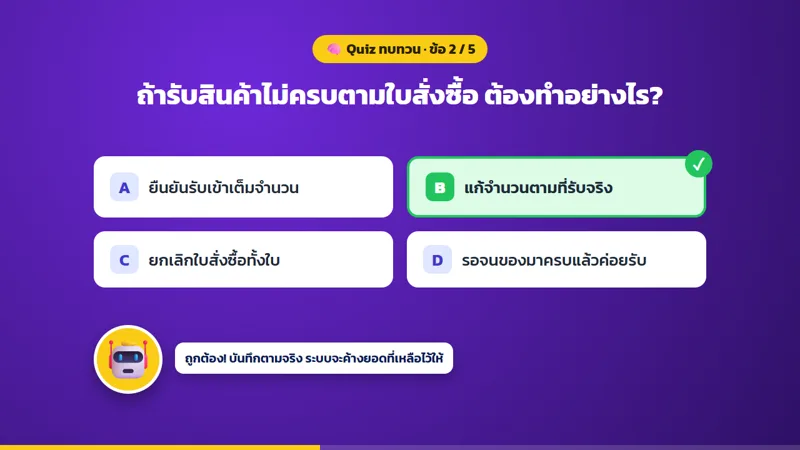 🧠 Quiz ทบทวน · ข้อ 2 / 5
ถ้ารับสินค้าไม่ครบตามใบสั่งซื้อ ต้องทำอย่างไร?
A ยืนยันรับเข้าเต็มจำนวน
B แก้จำนวนตามที่รับจริง
C ยกเลิกใบสั่งซื้อทั้งใบ
D รอจนของมาครบแล้วค่อยรับ
ถูกต้อง! บันทึกตามจริง ระบบจะค้างยอดที่เหลือไว้ให้